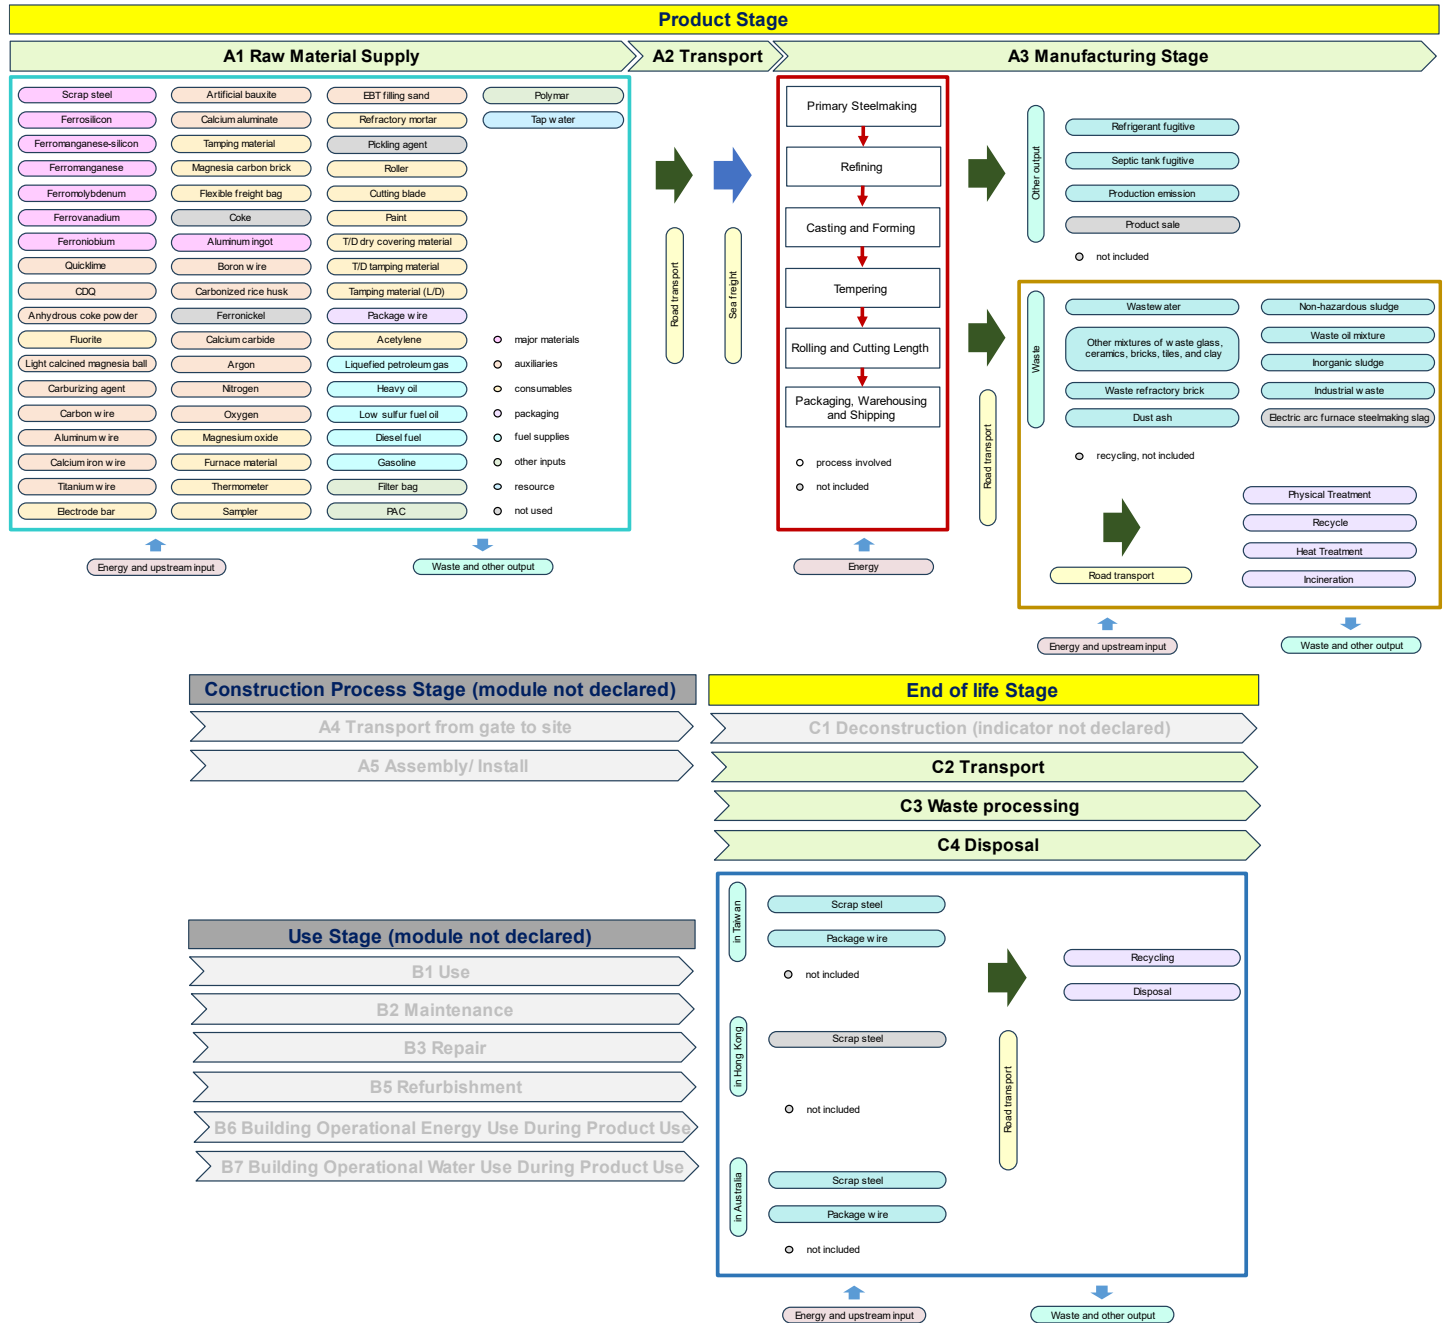 Product Stage
A1 Raw Material Supply
A2 Transport
A3 Manufacturing Stage
Scrap steel
Ferrosilicon
Ferromanganese-silicon
Ferromanganese
Ferromolybdenum
Ferrovanadium
Ferroniobium
Quicklime
CDQ
Anhydrous coke powder
Fluorite
Light calcined magnesia ball
Carburizing agent
Carbon wire
Aluminum wire
Calcium iron wire
Titanium wire
Electrode bar
Artificial bauxite
Calcium aluminate
Tamping material
Magnesia carbon brick
Flexible freight bag
Coke
Aluminum ingot
Boron wire
Carbonized rice husk
Ferronickel
Calcium carbide
Argon
Nitrogen
Oxygen
Magnesium oxide
Furnace material
Thermometer
Sampler
EBT filling sand
Refractory mortar
Pickling agent
Roller
Cutting blade
Paint
T/D dry covering material
T/D tamping material
Tamping material (L/D)
Package wire
Acetylene
Liquefied petroleum gas
Heavy oil
Low sulfur fuel oil
Diesel fuel
Gasoline
Filter bag
PAC
Polymar
Tap water
major materials
auxiliaries
consumables
packaging
fuel supplies
other inputs
resource
not used
Energy and upstream input
Waste and other output
Road transport
Sea freight
Primary Steelmaking
Refining
Casting and Forming
Tempering
Rolling and Cutting Length
Packaging, Warehousing
and Shipping
process involved
not included
Energy
Other output
Refrigerant fugitive
Septic tank fugitive
Production emission
Product sale
not included
Road transport
Waste
Wastewater
Other mixtures of waste glass,
ceramics, bricks, tiles, and clay
Waste refractory brick
Dust ash
Non-hazardous sludge
Waste oil mixture
Inorganic sludge
Industrial waste
Electric arc furnace steelmaking slag
recycling, not included
Road transport
Physical Treatment
Recycle
Heat Treatment
Incineration
Energy and upstream input
Waste and other output
Construction Process Stage (module not declared)
A4 Transport from gate to site
A5 Assembly/ Install
Use Stage (module not declared)
B1 Use
B2 Maintenance
B3 Repair
B5 Refurbishment
B6 Building Operational Energy Use During Product Use
B7 Building Operational Water Use During Product Use
End of life Stage
C1 Deconstruction (indicator not declared)
C2 Transport
C3 Waste processing
C4 Disposal
in Taiwan
Scrap steel
Package wire
not included
in Hong Kong
Scrap steel
not included
in Australia
Scrap steel
Package wire
not included
Road transport
Recycling
Disposal
Energy and upstream input
Waste and other output